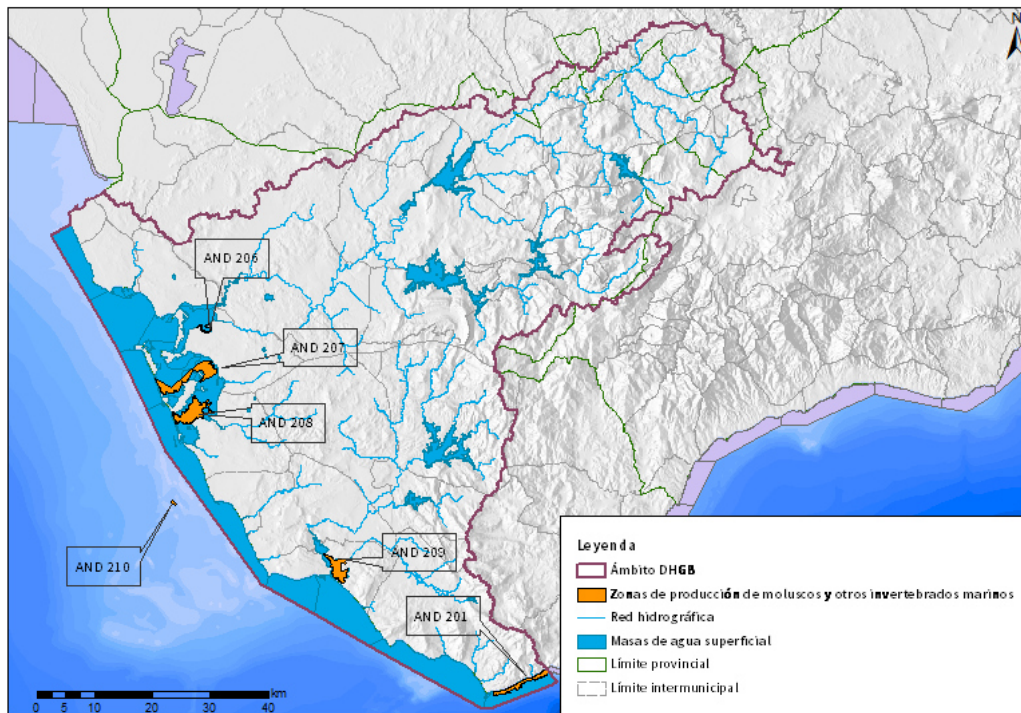 N
AND 206
AND 207
AND 208
AND 209
AND 210
AND 201
Leyenda
Ámbito DHGB
Zonas de producción de moluscos y otros invertebrados marinos
Red hidrográfica
Masas de agua superficial
Límite provincial
Límite intermunicipal
km
0 5 10 20 30 40